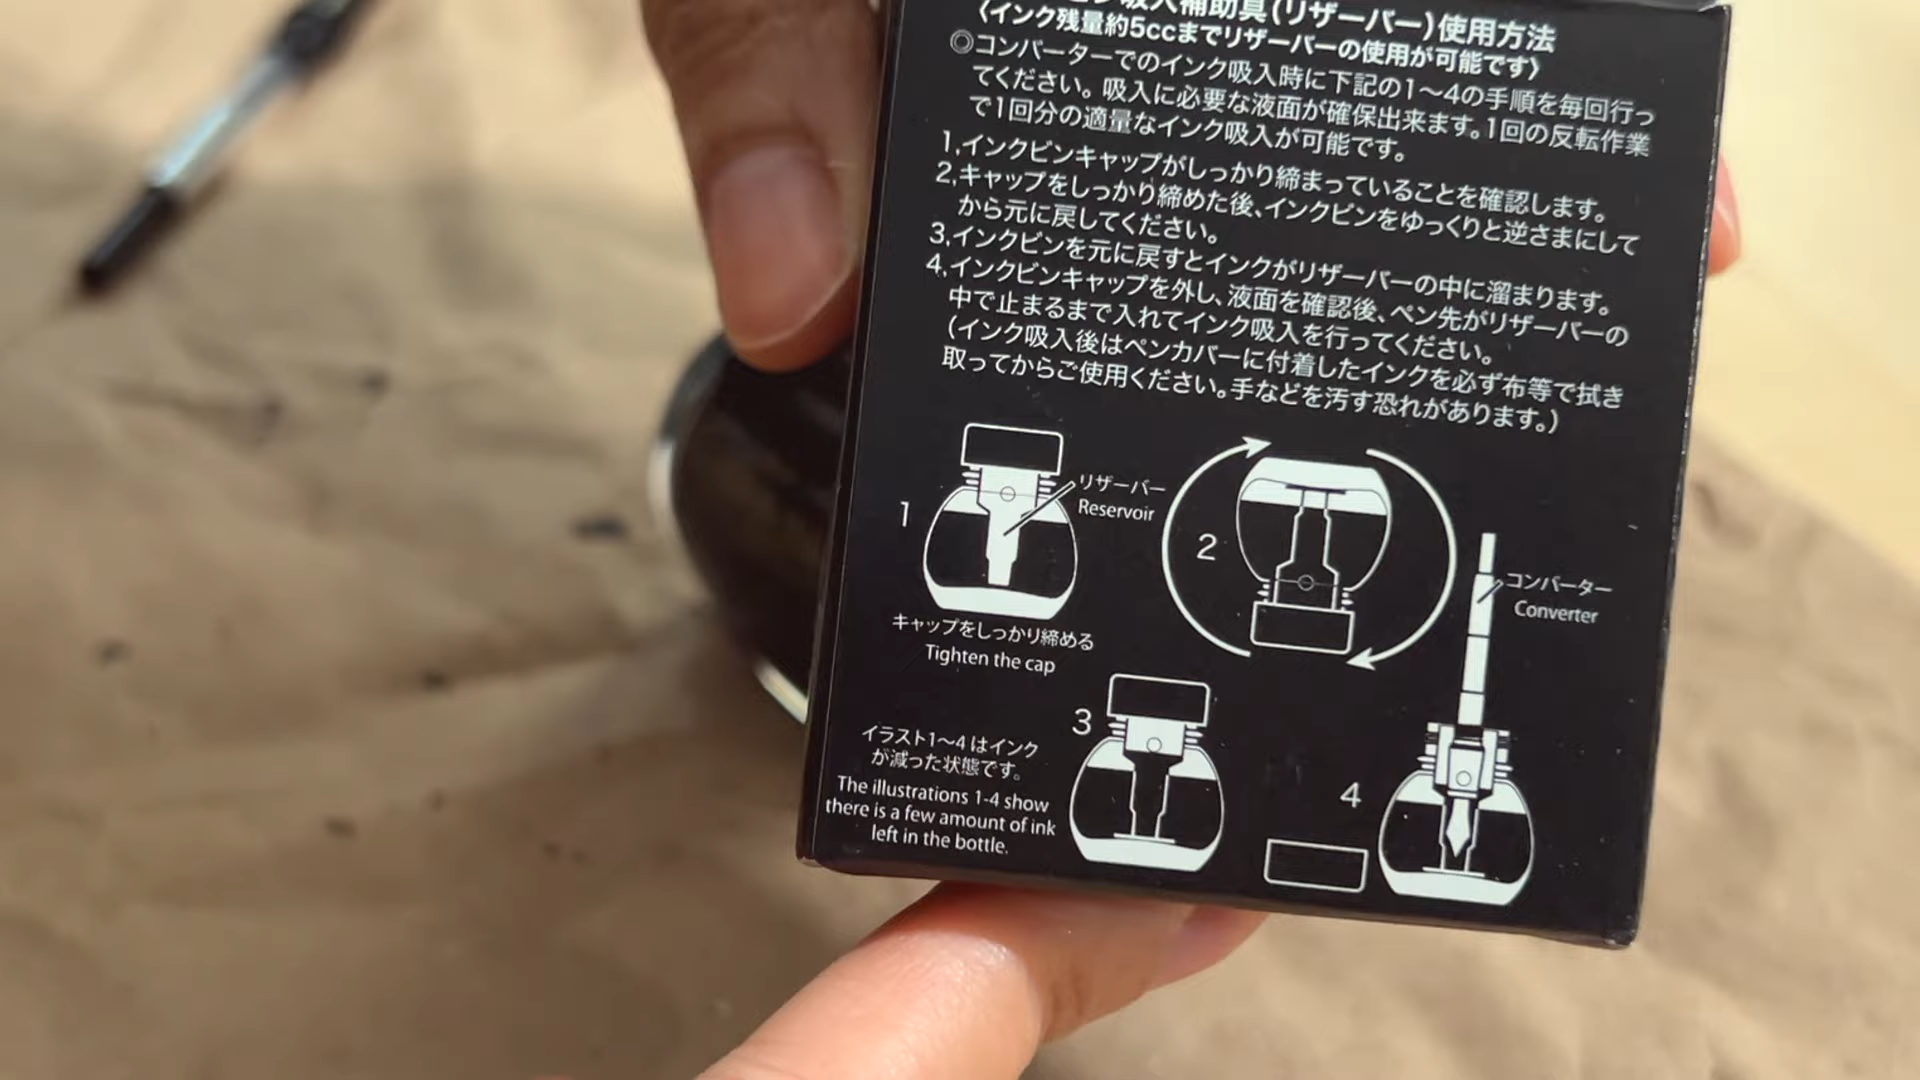 吸入補助具(リザーバー)使用方法
〈インク残量約5ccまでリザーバーの使用が可能です〉
◎コンバーターでのインク吸入時に下記の1〜4の手順を毎回行っ
てください。吸入に必要な液面が確保出来ます。1回の反転作業
で1回分の適量なインク吸入が可能です。
1,インクビンキャップがしっかり締まっていることを確認します。
2,キャップをしっかり締めた後、インクビンをゆっくりと逆さまにして
から元に戻してください。
3,インクビンを元に戻すとインクがリザーバーの中に溜まります。
4,インクビンキャップを外し、液面を確認後、ペン先がリザーバーの
中で止まるまで入れてインク吸入を行ってください。
(インク吸入後はペンカバーに付着したインクを必ず布等で拭き
取ってからご使用ください。手などを汚す恐れがあります。)
1
リザーバー
Reservoir
キャップをしっかり締める
Tighten the cap
2
コンバーター
Converter
3
イラスト1〜4はインク
が減った状態です。
The illustrations 1-4 show
there is a few amount of ink
left in the bottle.
4